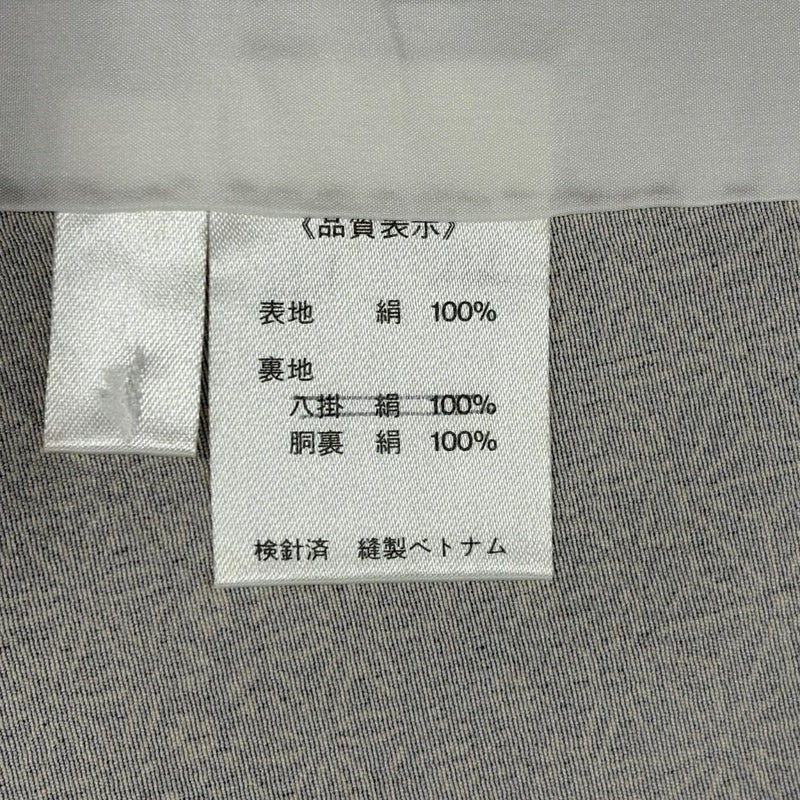 《品質表示》
表地 絹 100%
裏地
八掛 絹 100%
胴裏 絹 100%
検針済 縫製ベトナム